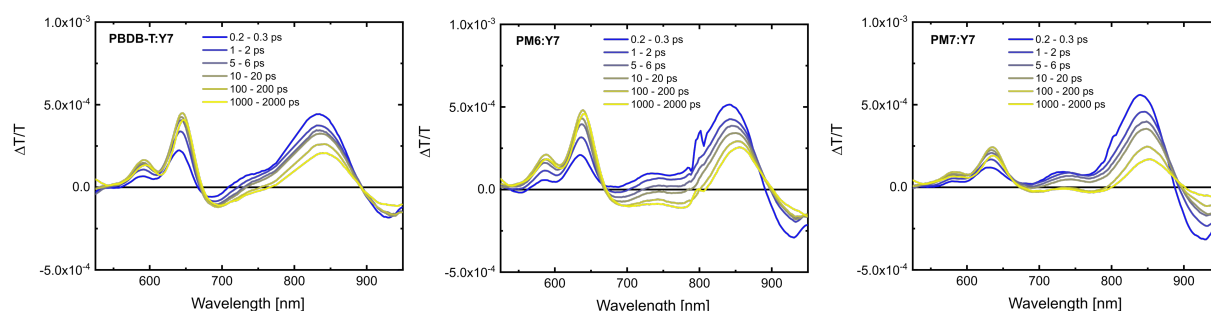 1.0x10⁻³
5.0x10⁻⁴
0.0
-5.0x10⁻⁴
ΔT/T
PBDB-T:Y7
0.2 - 0.3 ps
1 - 2 ps
5 - 6 ps
10 - 20 ps
100 - 200 ps
1000 - 2000 ps
600 700 800 900
Wavelength [nm]
1.0x10⁻³
5.0x10⁻⁴
0.0
-5.0x10⁻⁴
ΔT/T
PM6:Y7
0.2 - 0.3 ps
1 - 2 ps
5 - 6 ps
10 - 20 ps
100 - 200 ps
1000 - 2000 ps
600 700 800 900
Wavelength [nm]
1.0x10⁻³
5.0x10⁻⁴
0.0
-5.0x10⁻⁴
ΔT/T
PM7:Y7
0.2 - 0.3 ps
1 - 2 ps
5 - 6 ps
10 - 20 ps
100 - 200 ps
1000 - 2000 ps
600 700 800 900
Wavelength [nm]